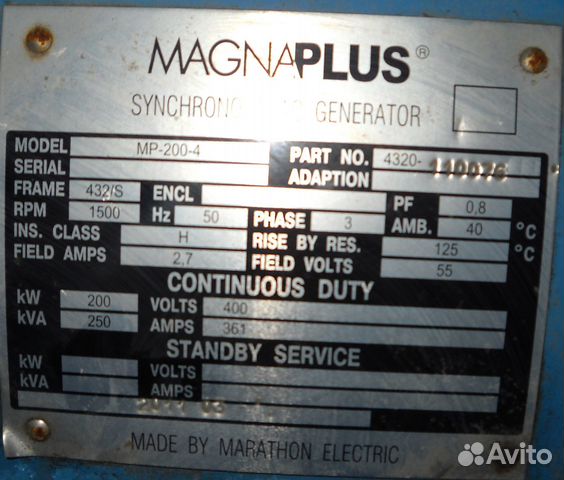 MAGNAPLUS®
GENERATOR
MODEL MP-200-4 PART NO. 4320-
SERIAL ADAPTION
FRAME 432/S ENCL PF 0,8
RPM 1500 Hz 50 PHASE 3 AMB. 40 °C
INS. CLASS H RISE BY RES. 125 °C
FIELD AMPS 2.7 FIELD VOLTS 55
CONTINUOUS DUTY
kW 200 VOLTS 400
kVA 250 AMPS 361
STANDBY SERVICE
kW VOLTS
kVA AMPS
MADE BY MARATHON ELECTRIC
Avito